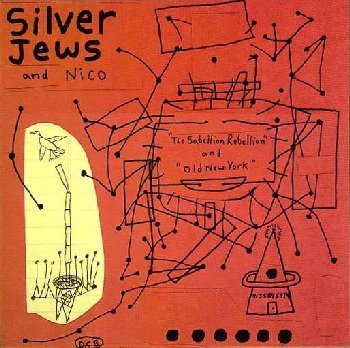 Silver
Jews
and Nico
"The Sabellion Rebellion"
and
"Old New York"
D.C.B.